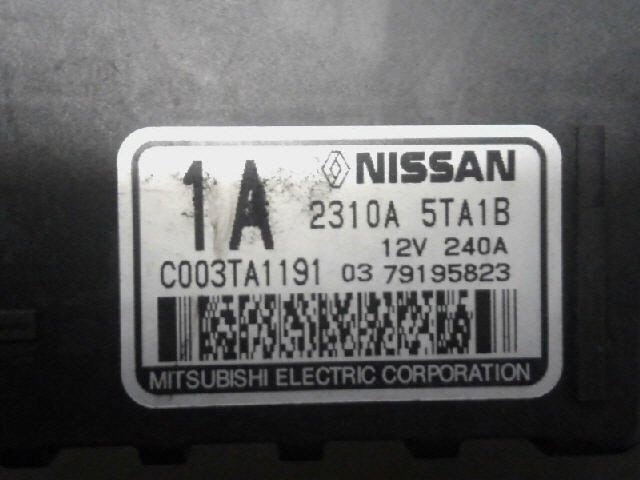 1A
NISSAN
2310A 5TA1B
12V 240A
C003TA1191 03 79195823
MITSUBISHI ELECTRIC CORPORATION